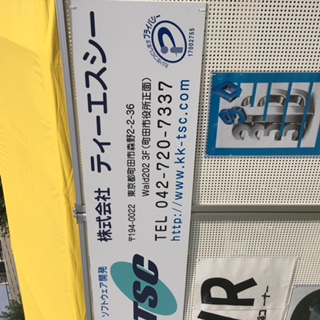 ソフトウェア開発
TSC
株式会社 ティーエスシー
〒194-0022 東京都町田市森野2-2-36
Wald202 3F(町田市役所正面)
TEL 042-720-7337
http://www.kk-tsc.com
プライバシー
17002755